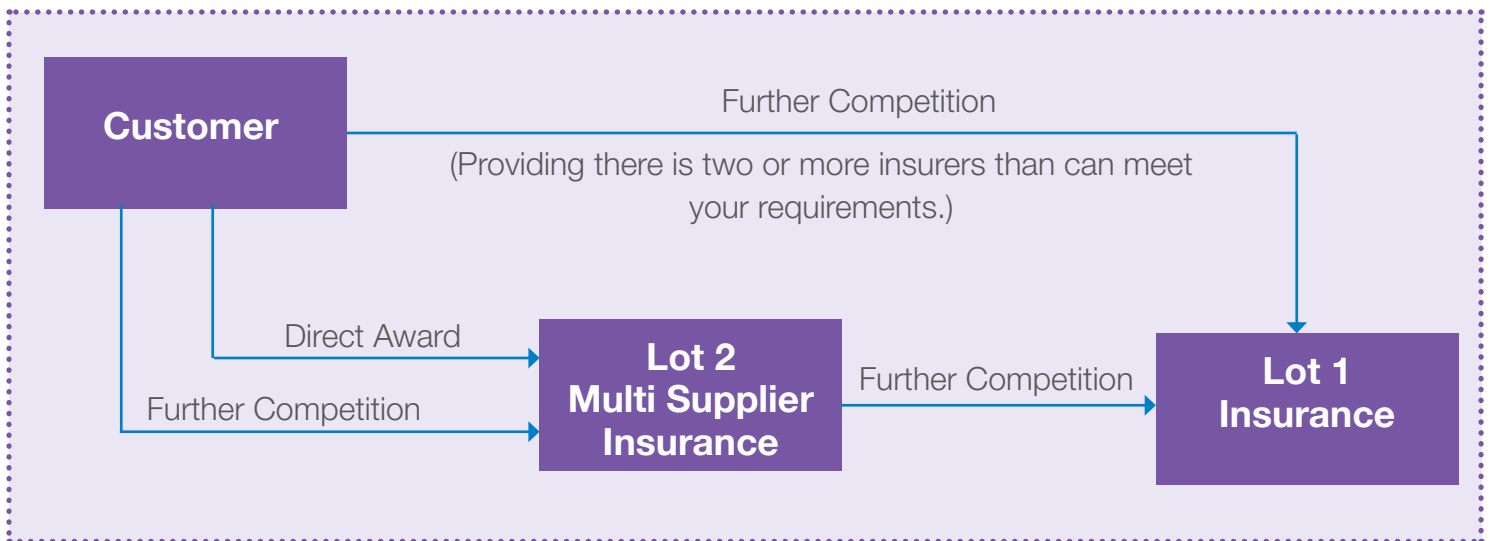 Customer
Further Competition
(Providing there is two or more insurers than can meet
your requirements.)
Direct Award
Further Competition
Lot 2
Multi Supplier
Insurance
Further Competition
Lot 1
Insurance